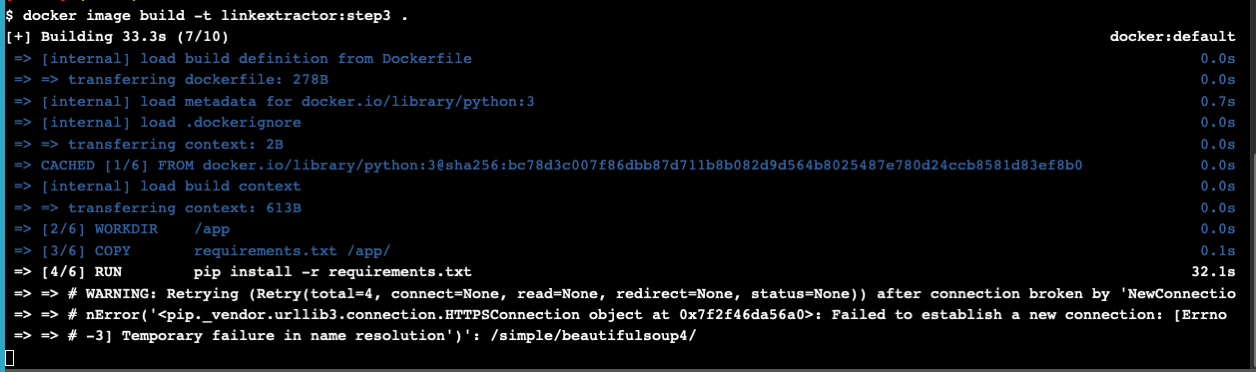 $ docker image build -t linkextractor:step3 .
[+] Building 33.3s (7/10) docker:default
=> [internal] load build definition from Dockerfile 0.0s
=> => transferring dockerfile: 278B 0.0s
=> [internal] load metadata for docker.io/library/python:3 0.7s
=> [internal] load .dockerignore 0.0s
=> => transferring context: 2B 0.0s
=> CACHED [1/6] FROM docker.io/library/python:3@sha256:bc78d3c007f86dbb87d711b8b082d9d564b8025487e780d24ccb8581d83ef8b0 0.0s
=> [internal] load build context 0.0s
=> => transferring context: 613B 0.0s
=> [2/6] WORKDIR /app 0.0s
=> [3/6] COPY requirements.txt /app/ 0.1s
=> [4/6] RUN pip install -r requirements.txt 32.1s
=> => # WARNING: Retrying (Retry(total=4, connect=None, read=None, redirect=None, status=None)) after connection broken by 'NewConnectio
=> => # nError('<pip._vendor.urllib3.connection.HTTPSConnection object at 0x7f2f46da56a0>: Failed to establish a new connection: [Errno
=> => # -3] Temporary failure in name resolution')': /simple/beautifulsoup4/